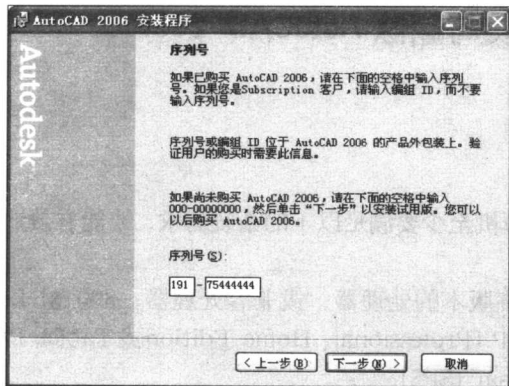 AutoCAD 2006 安装程序
Autodesk
序列号
如果已购买 AutoCAD 2006，请在下面的空格中输入序列
号。如果您是Subscription 客户，请输入编组 ID，而不要
输入序列号。
序列号或编组 ID 位于 AutoCAD 2006 的产品外包装上。验
证用户的购买时需要此信息。
如果尚未购买 AutoCAD 2006，请在下面的空格中输入
000-00000000，然后单击“下一步”以安装试用版。您可以
以后购买 AutoCAD 2006。
序列号(S)：
191 - 75444444
<上一步(B) 下一步(N)> 取消